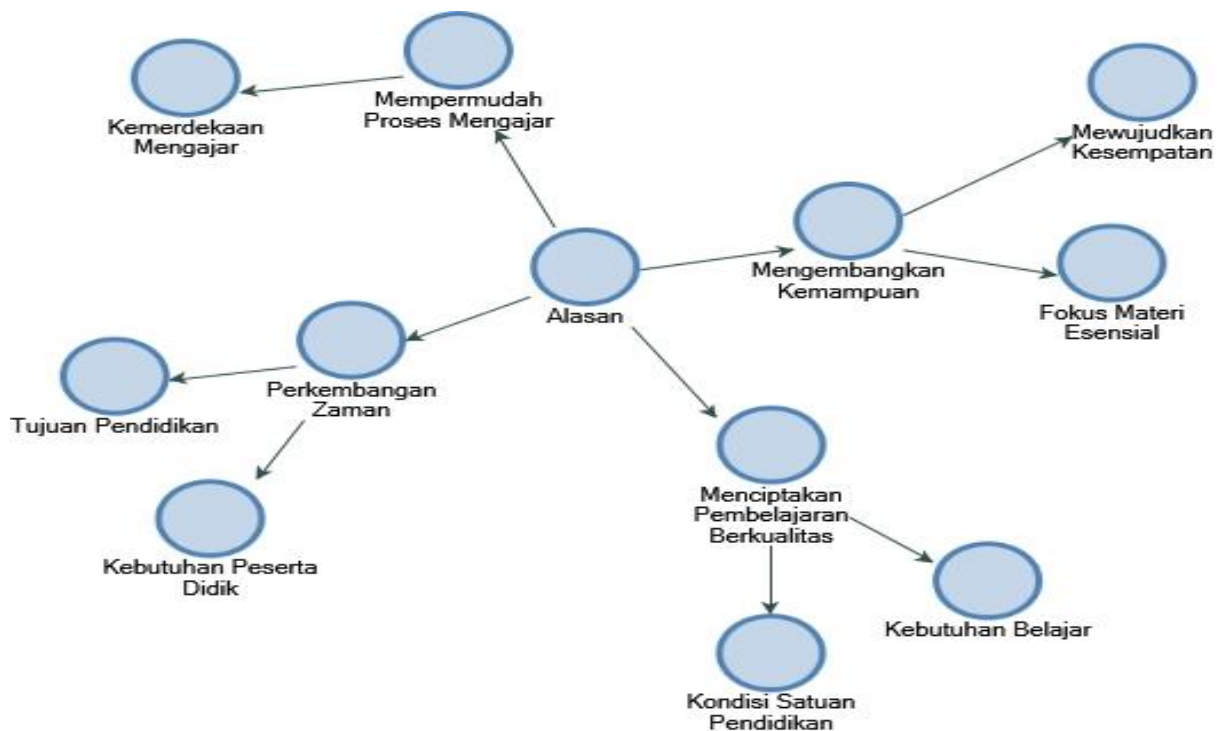 Mempermudah
Proses Mengajar
Kemerdekaan
Mengajar
Mewujudkan
Kesempatan
Mengembangkan
Kemampuan
Fokus Materi
Esensial
Alasan
Perkembangan
Zaman
Tujuan Pendidikan
Kebutuhan Peserta
Didik
Menciptakan
Pembelajaran
Berkualitas
Kebutuhan Belajar
Kondisi Satuan
Pendidikan